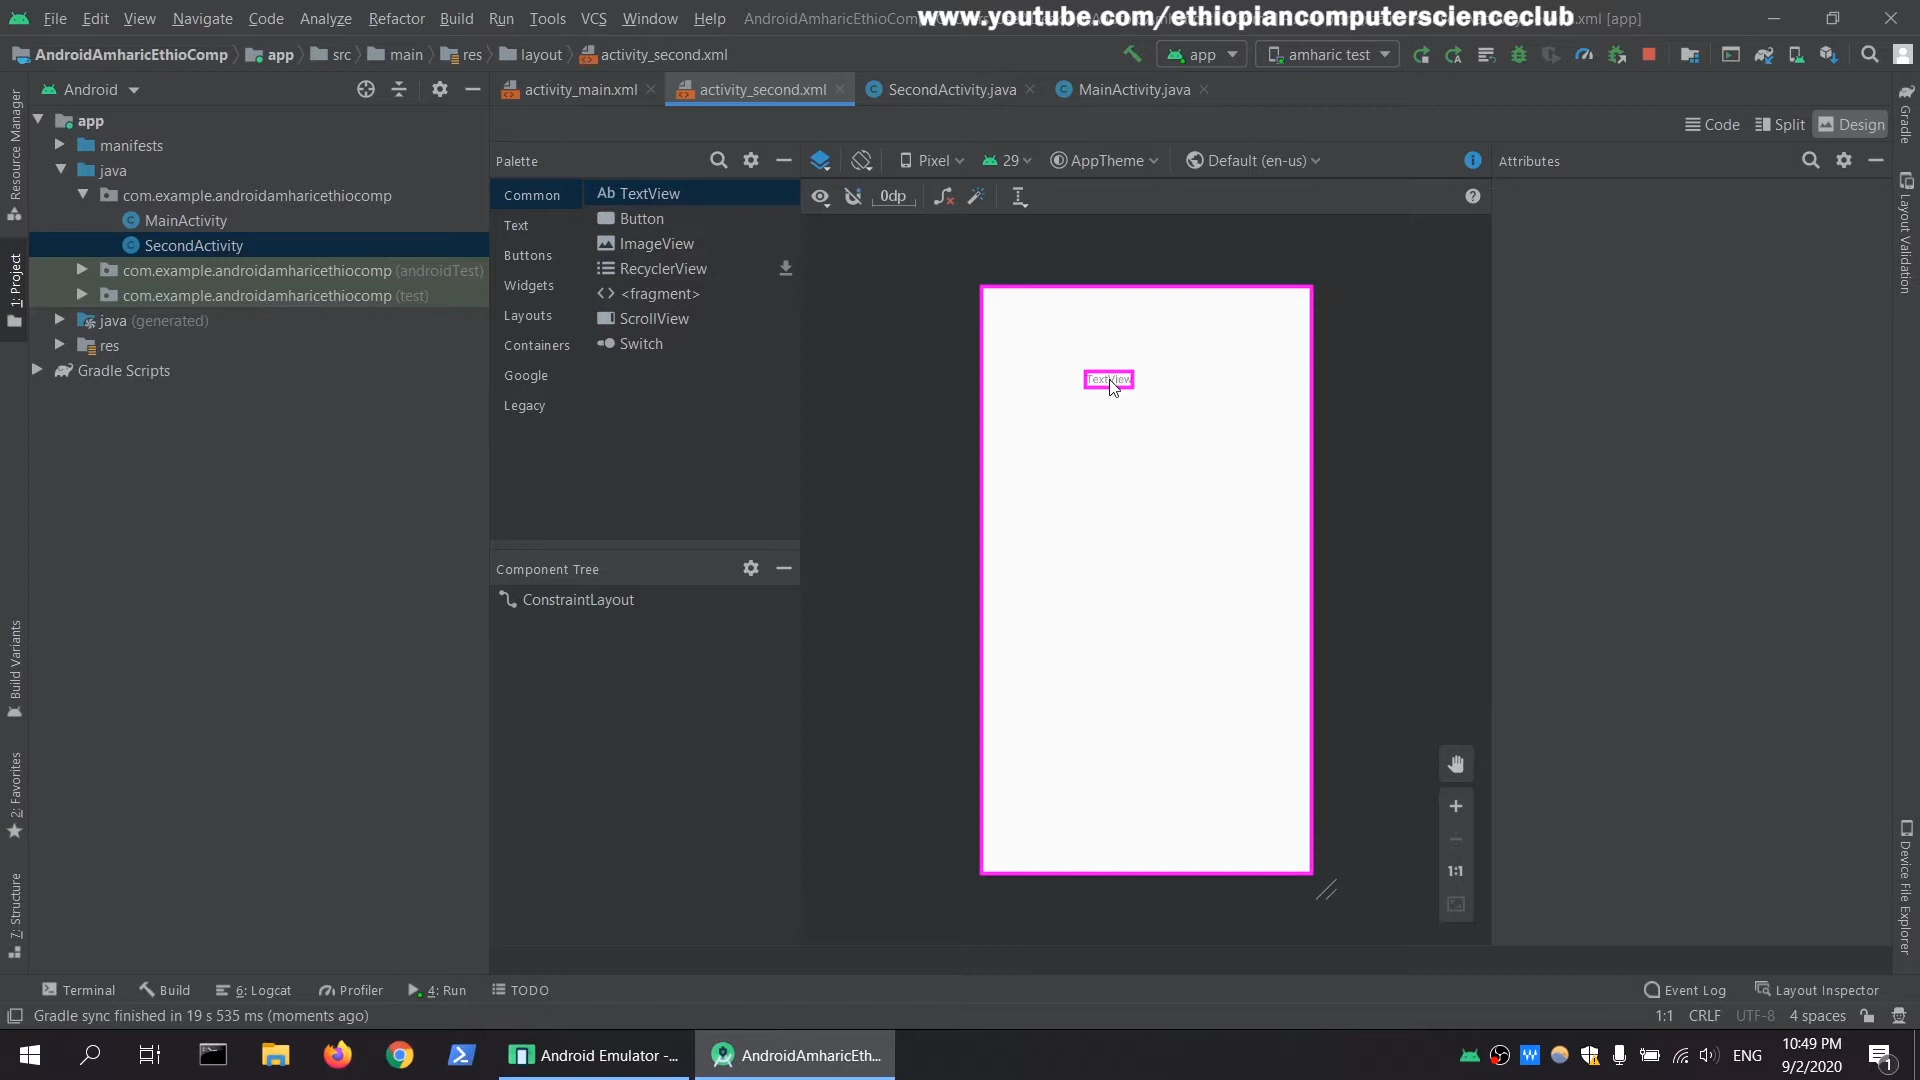 File Edit View Navigate Code Analyze Refactor Build Run Tools VCS Window Help AndroidAmharicEthioComp
www.youtube.com/ethiopiancomputerscienceclub
.xml [app]
AndroidAmharicEthioComp app src main res layout activity_second.xml
app amharic test
Android
activity_main.xml activity_second.xml SecondActivity.java MainActivity.java
Code Split Design
app
manifests
java
com.example.androidamharicethiocomp
MainActivity
SecondActivity
com.example.androidamharicethiocomp (androidTest)
com.example.androidamharicethiocomp (test)
java (generated)
res
Gradle Scripts
Palette
Common
Text
Buttons
Widgets
Layouts
Containers
Google
Legacy
Ab TextView
Button
ImageView
RecyclerView
<fragment>
ScrollView
Switch
Component Tree
ConstraintLayout
Pixel 29 AppTheme Default (en-us)
0dp
TextView
1:1
Attributes
Resource Manager
1: Project
Build Variants
2: Favorites
7: Structure
Gradle
Layout Validation
Device File Explorer
Terminal Build 6: Logcat Profiler 4: Run TODO
Event Log Layout Inspector
Gradle sync finished in 19 s 535 ms (moments ago)
1:1 CRLF UTF-8 4 spaces
Android Emulator -...
AndroidAmharicEth...
ENG
10:49 PM
9/2/2020
1